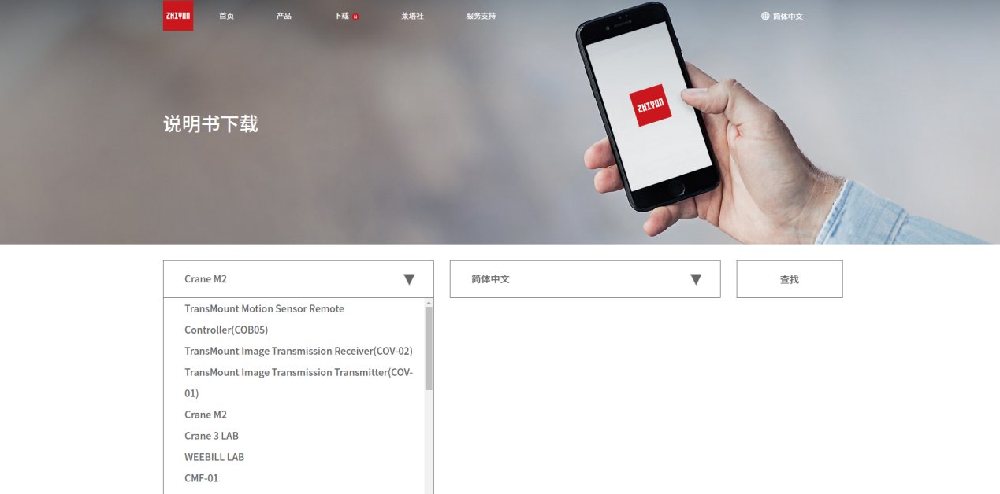 ZHIYUN
首页
产品
下载 N
莱塔社
服务支持
简体中文
ZHIYUN
说明书下载
Crane M2
简体中文
查找
TransMount Motion Sensor Remote
Controller(COB05)
TransMount Image Transmission Receiver(COV-02)
TransMount Image Transmission Transmitter(COV-
01)
Crane M2
Crane 3 LAB
WEEBILL LAB
CMF-01